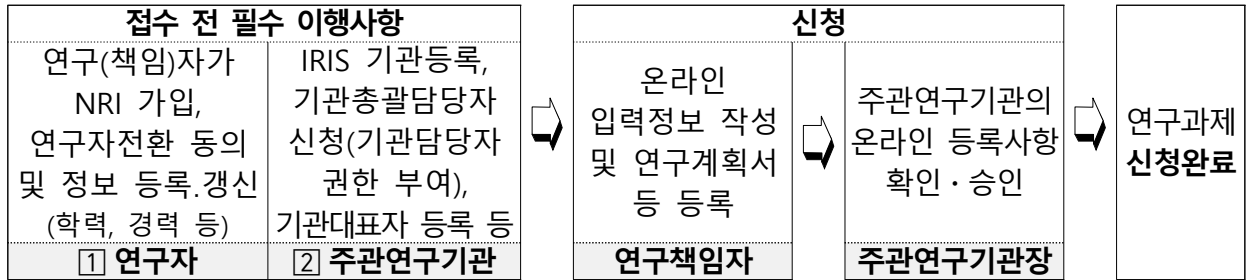 접수 전 필수 이행사항
연구(책임)자가
NRI 가입,
연구자전환 동의
및 정보 등록.갱신
(학력, 경력 등)
1 연구자
IRIS 기관등록,
기관총괄담당자
신청(기관담당자
권한 부여),
기관대표자 등록 등
2 주관연구기관
신청
온라인
입력정보 작성
및 연구계획서
등 등록
연구책임자
주관연구기관의
온라인 등록사항
확인·승인
주관연구기관장
연구과제
신청완료